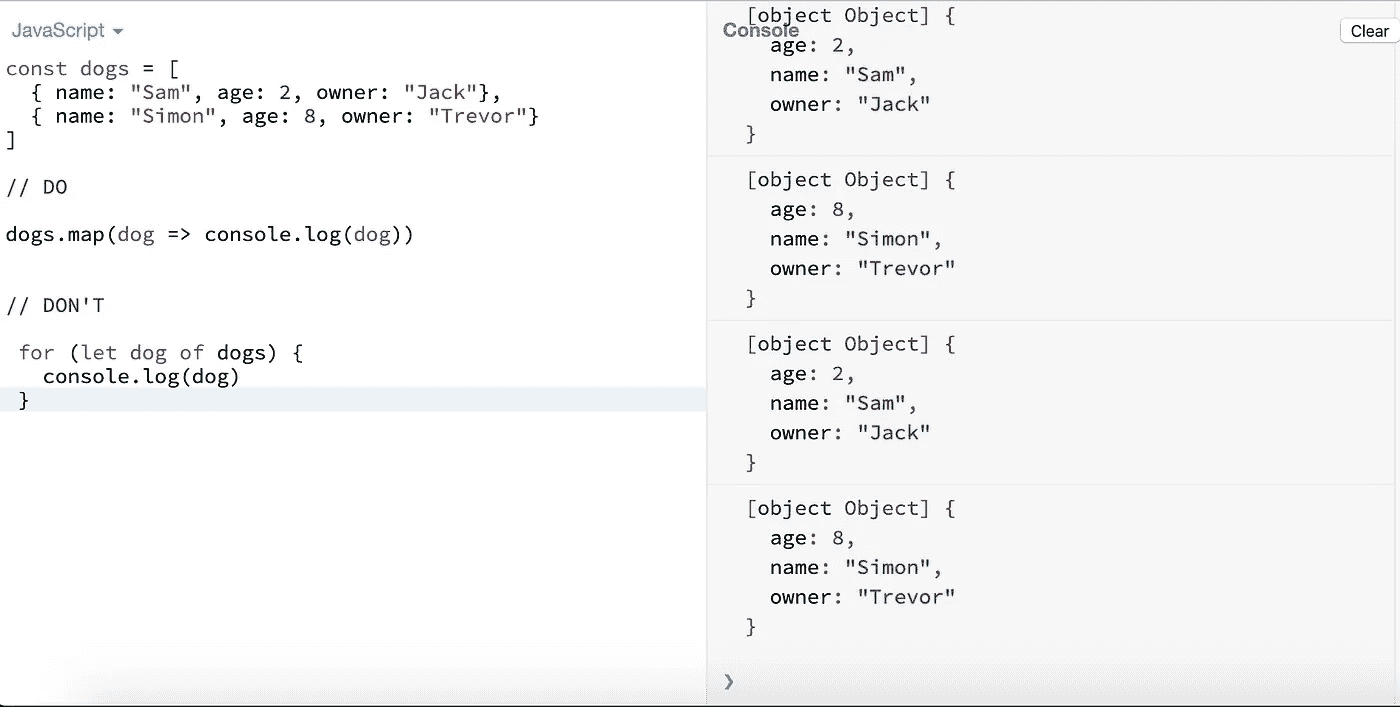 JavaScript
const dogs = [
  { name: "Sam", age: 2, owner: "Jack"},
  { name: "Simon", age: 8, owner: "Trevor"}
]
// DO
dogs.map(dog => console.log(dog))
// DON'T
 for (let dog of dogs) {
   console.log(dog)
 }
Console
Clear
[object Object] {
  age: 2,
  name: "Sam",
  owner: "Jack"
}
[object Object] {
  age: 8,
  name: "Simon",
  owner: "Trevor"
}
[object Object] {
  age: 2,
  name: "Sam",
  owner: "Jack"
}
[object Object] {
  age: 8,
  name: "Simon",
  owner: "Trevor"
}